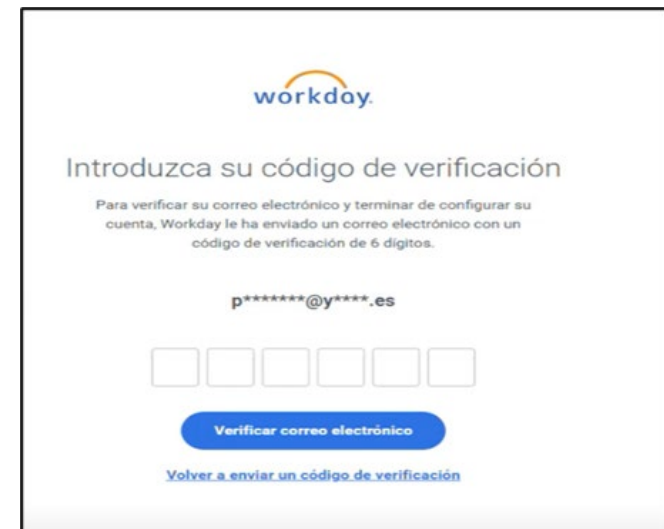 workday.
Introduzca su código de verificación
Para verificar su correo electrónico y terminar de configurar su
cuenta, Workday le ha enviado un correo electrónico con un
código de verificación de 6 dígitos.
p*******@y****.es
Verificar correo electrónico
Volver a enviar un código de verificación